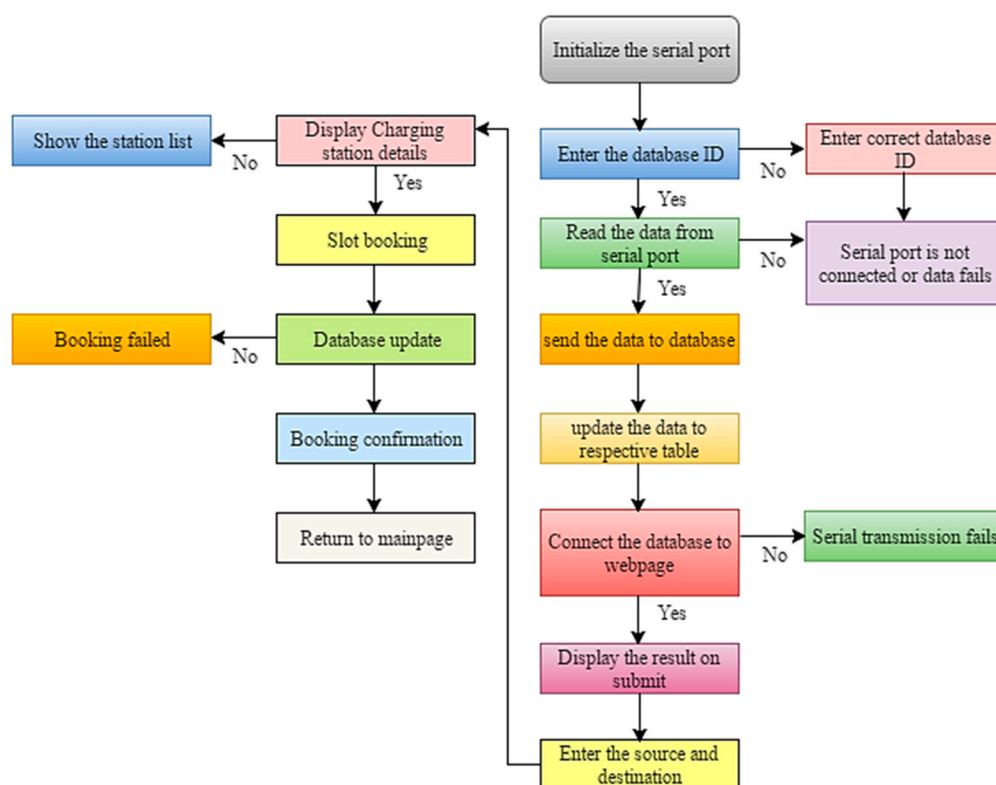 Initialize the serial port
Show the station list
No
Display Charging
station details
Yes
Enter the database ID
No
Enter correct database
ID
Yes
Slot booking
Read the data from
serial port
No
Serial port is not
connected or data fails
Yes
Booking failed
No
Database update
send the data to database
Booking confirmation
update the data to
respective table
Return to mainpage
Connect the database to
webpage
No
Serial transmission fails
Yes
Display the result on
submit
Enter the source and
destination